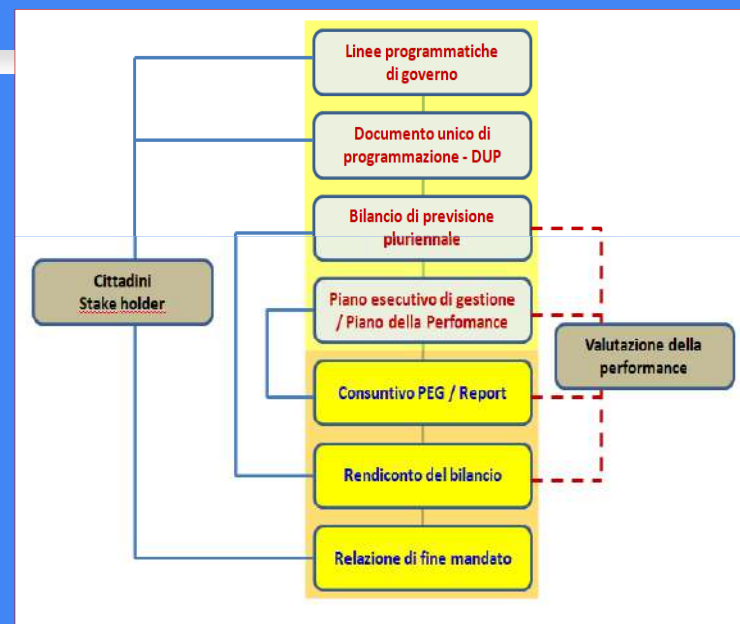 Linee programmatiche
di governo
Documento unico di
programmazione - DUP
Bilancio di previsione
pluriennale
Cittadini
Stake holder
Piano esecutivo di gestione
/ Piano della Perfomance
Valutazione della
performance
Consuntivo PEG / Report
Rendiconto del bilancio
Relazione di fine mandato